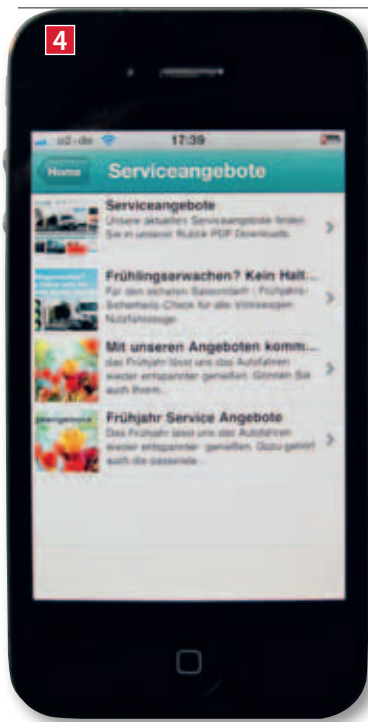 4
o2-de 17:39
Home Serviceangebote
Serviceangebote
Unsere aktuellen Serviceangebote finden
Sie in unserer Rubrik PDF Downloads.
Frühlingserwachen? Kein Halt...
Für den sicheren Saisonstart: Frühjahrs-
Sicherheits-Check für alle Volkswagen
Nutzfahrzeuge.
Mit unseren Angeboten komm...
das Frühjahr lässt uns das Autofahren
wieder entspannter genießen. Gönnen Sie
auch Ihrem...
Frühjahr Service Angebote
Das Frühjahr lässt uns das Autofahren
wieder entspannter genießen. Dazu gehört
auch die passende...